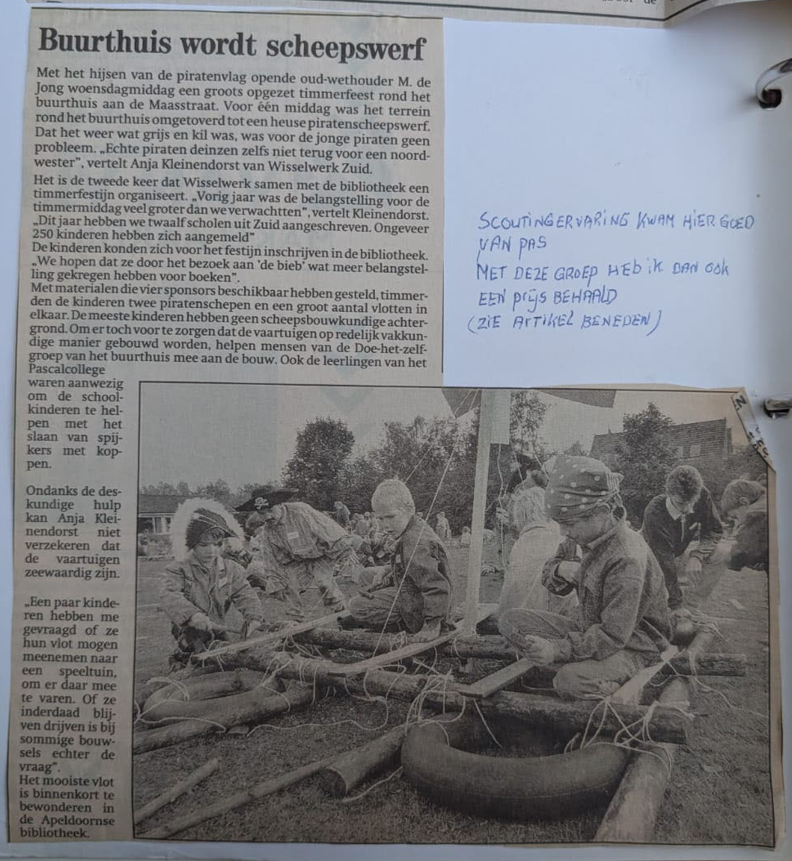 Buurthuis wordt scheepswerf
Met het hijsen van de piratenvlag opende oud-wethouder M. de
Jong woensdagmiddag een groots opgezet timmerfeest rond het
buurthuis aan de Maasstraat. Voor één middag was het terrein
rond het buurthuis omgetoverd tot een heuse piratenscheepswerf.
Dat het weer wat grijs en kil was, was voor de jonge piraten geen
probleem. „Echte piraten deinzen zelfs niet terug voor een noord-
wester”, vertelt Anja Kleinendorst van Wisselwerk Zuid.
Het is de tweede keer dat Wisselwerk samen met de bibliotheek een
timmerfestijn organiseert. „Vorig jaar was de belangstelling voor de
timmermiddag veel groter dan we verwachtten”, vertelt Kleinendorst.
„Dit jaar hebben we twaalf scholen uit Zuid aangeschreven. Ongeveer
250 kinderen hebben zich aangemeld”
De kinderen konden zich voor het festijn inschrijven in de bibliotheek.
„We hopen dat ze door het bezoek aan 'de bieb' wat meer belangstel-
ling gekregen hebben voor boeken”.
Met materialen die vier sponsors beschikbaar hebben gesteld, timmer-
den de kinderen twee piratenschepen en een groot aantal vlotten in
elkaar. De meeste kinderen hebben geen scheepsbouwkundige achter-
grond. Om er toch voor te zorgen dat de vaartuigen op redelijk vakkun-
dige manier gebouwd worden, helpen mensen van de Doe-het-zelf-
groep van het buurthuis mee aan de bouw. Ook de leerlingen van het
Pascalcollege
waren aanwezig
om de school-
kinderen te hel-
pen met het
slaan van spij-
kers met kop-
pen.
Ondanks de des-
kundige hulp
kan Anja Klei-
nendorst niet
verzekeren dat
de vaartuigen
zeewaardig zijn.
„Een paar kinde-
ren hebben me
gevraagd of ze
hun vlot mogen
meenemen naar
een speeltuin,
om er daar mee
te varen. Of ze
inderdaad blij-
ven drijven is bij
sommige bouw-
sels echter de
vraag”.
Het mooiste vlot
is binnenkort te
bewonderen in
de Apeldoornse
bibliotheek.
SCOUTINGERVARING KWAM HIER GOED
VAN PAS
MET DEZE GROEP HEB iK DAN OOK
EEN PRIJS BEHAALD
(ZIE ARTIKEL BENEDEN)